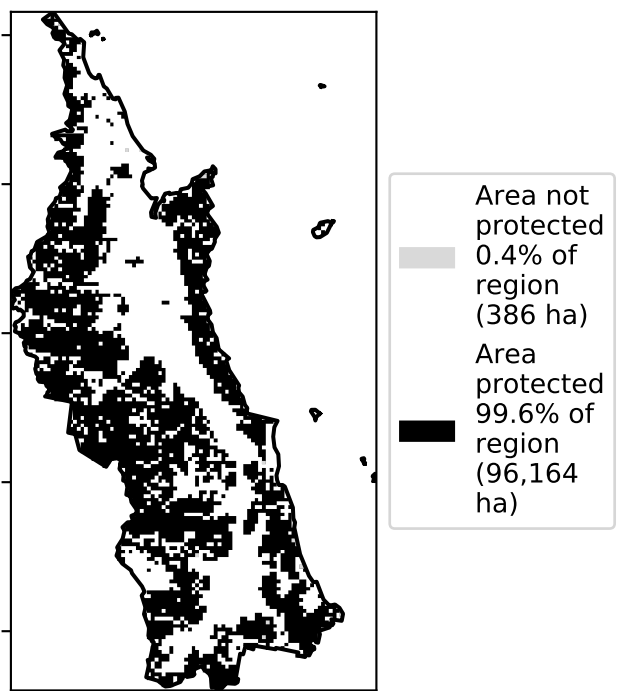 Area not
protected
0.4% of
region
(386 ha)
Area
protected
99.6% of
region
(96,164
ha)